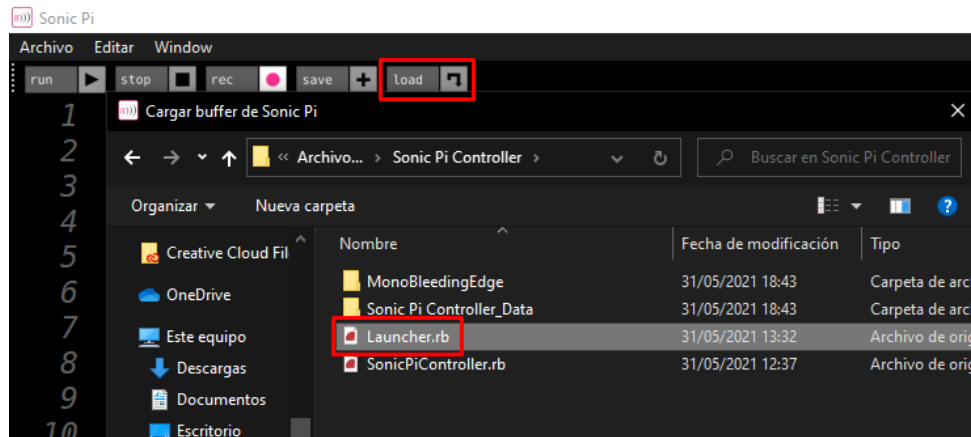 Sonic Pi
Archivo Editar Window
run stop rec save load
1
Cargar buffer de Sonic Pi
2
« Archivo... › Sonic Pi Controller › Buscar en Sonic Pi Controller
3
Organizar Nueva carpeta
4
Nombre Fecha de modificación Tipo
5
Creative Cloud Fil
MonoBleedingEdge 31/05/2021 18:43 Carpeta de arc
6
OneDrive
Sonic Pi Controller_Data 31/05/2021 18:43 Carpeta de arc
7
Este equipo
Launcher.rb 31/05/2021 13:32 Archivo de orig
8
Descargas
SonicPiController.rb 31/05/2021 12:37 Archivo de orig
9
Documentos
10
Escritorio